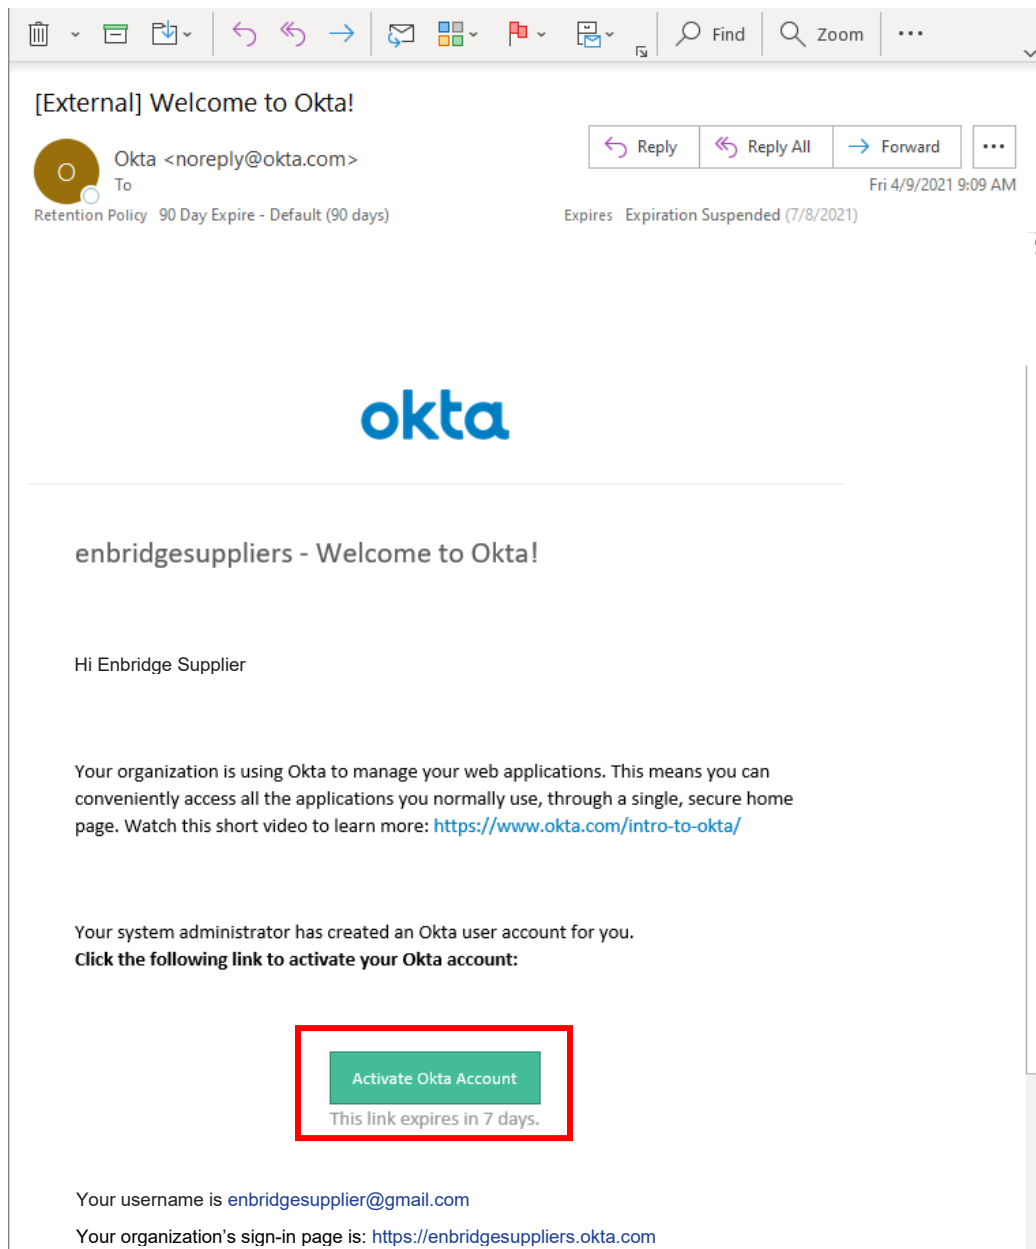 Find
Zoom
[External] Welcome to Okta!
O
Okta <noreply@okta.com>
To
Reply
Reply All
Forward
Fri 4/9/2021 9:09 AM
Retention Policy 90 Day Expire - Default (90 days)
Expires Expiration Suspended (7/8/2021)
okta
enbridgesuppliers - Welcome to Okta!
Hi Enbridge Supplier
Your organization is using Okta to manage your web applications. This means you can
conveniently access all the applications you normally use, through a single, secure home
page. Watch this short video to learn more: https://www.okta.com/intro-to-okta/
Your system administrator has created an Okta user account for you.
Click the following link to activate your Okta account:
Activate Okta Account
This link expires in 7 days.
Your username is enbridgesupplier@gmail.com
Your organization’s sign-in page is: https://enbridgesuppliers.okta.com